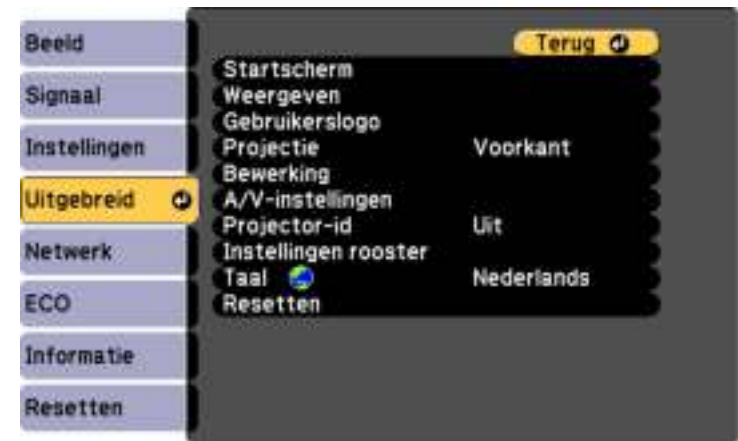 Beeld
Signaal
Instellingen
Uitgebreid
Netwerk
ECO
Informatie
Resetten
Terug
Startscherm
Weergeven
Gebruikerslogo
Projectie Voorkant
Bewerking
A/V-instellingen
Projector-id Uit
Instellingen rooster
Taal Nederlands
Resetten